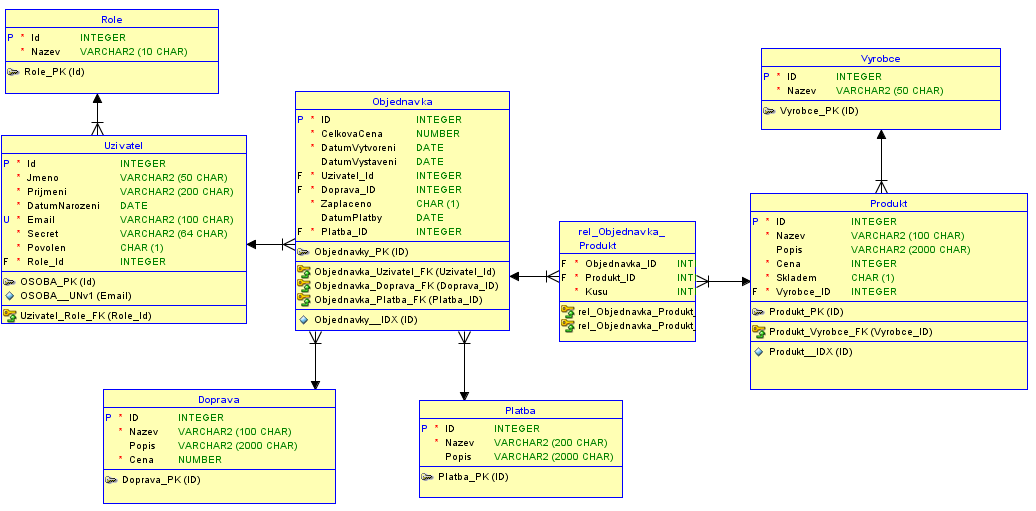 Role
P * Id INTEGER
* Nazev VARCHAR2 (10 CHAR)
Role_PK (Id)
Uzivatel
P * Id INTEGER
* Jmeno VARCHAR2 (50 CHAR)
* Prijmeni VARCHAR2 (200 CHAR)
* DatumNarozeni DATE
U * Email VARCHAR2 (100 CHAR)
* Secret VARCHAR2 (64 CHAR)
* Povolen CHAR (1)
F * Role_Id INTEGER
OSOBA_PK (Id)
OSOBA__UNv1 (Email)
Uzivatel_Role_FK (Role_Id)
Objednavka
P * ID INTEGER
* CelkovaCena NUMBER
* DatumVytvoreni DATE
DatumVystaveni DATE
F * Uzivatel_Id INTEGER
F * Doprava_ID INTEGER
* Zaplaceno CHAR (1)
DatumPlatby DATE
F * Platba_ID INTEGER
Objednavky_PK (ID)
Objednavka_Uzivatel_FK (Uzivatel_Id)
Objednavka_Doprava_FK (Doprava_ID)
Objednavka_Platba_FK (Platba_ID)
Objednavky__IDX (ID)
rel_Objednavka_
Produkt
F * Objednavka_ID INT
F * Produkt_ID INT
* Kusu INT
rel_Objednavka_Produkt_
rel_Objednavka_Produkt_
Vyrobce
P * ID INTEGER
* Nazev VARCHAR2 (50 CHAR)
Vyrobce_PK (ID)
Produkt
P * ID INTEGER
* Nazev VARCHAR2 (100 CHAR)
Popis VARCHAR2 (2000 CHAR)
* Cena INTEGER
* Skladem CHAR (1)
F * Vyrobce_ID INTEGER
Produkt_PK (ID)
Produkt_Vyrobce_FK (Vyrobce_ID)
Produkt__IDX (ID)
Doprava
P * ID INTEGER
* Nazev VARCHAR2 (100 CHAR)
Popis VARCHAR2 (2000 CHAR)
* Cena NUMBER
Doprava_PK (ID)
Platba
P * ID INTEGER
* Nazev VARCHAR2 (200 CHAR)
Popis VARCHAR2 (2000 CHAR)
Platba_PK (ID)